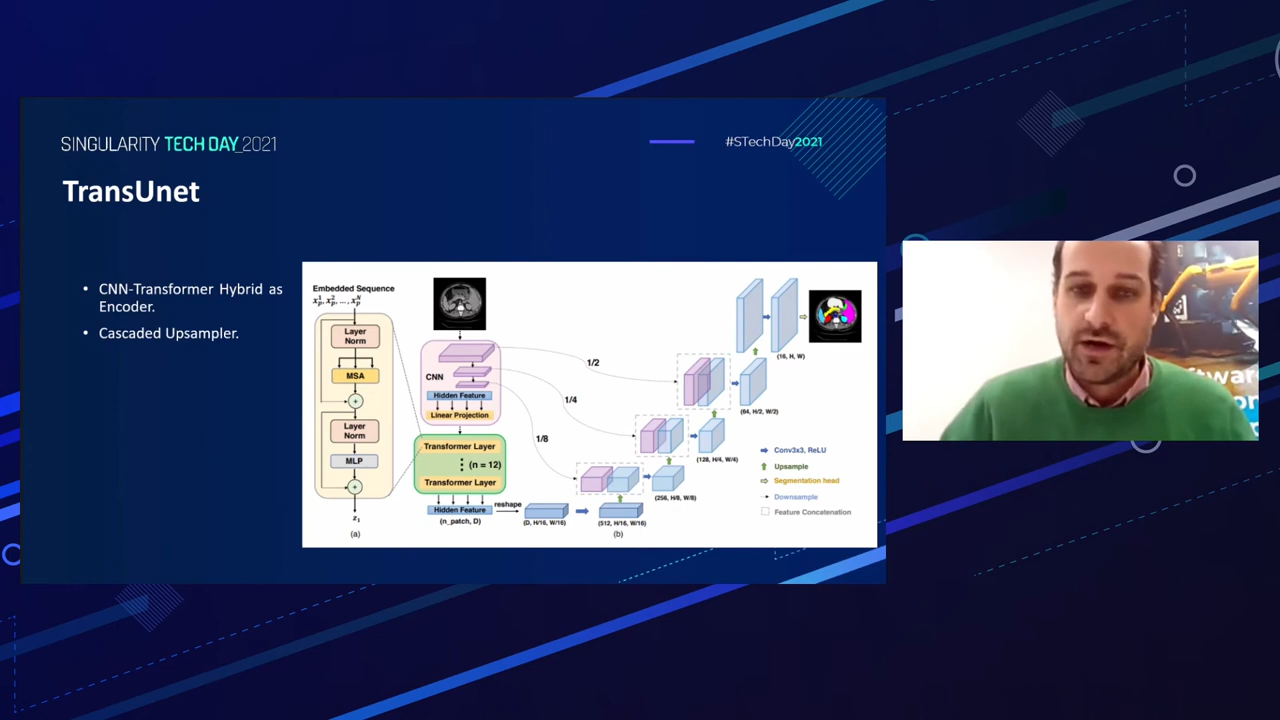 SINGULARITY TECH DAY_2021
#STechDay2021
TransUnet
• CNN-Transformer Hybrid as
Encoder.
• Cascaded Upsampler.
Embedded Sequence
Layer
Norm
MSA
+
Layer
Norm
MLP
+
z₁
(a)
CNN
Hidden Feature
Linear Projection
Transformer Layer
(n = 12)
Transformer Layer
Hidden Feature
(n_patch, D)
reshape
(D, H/16, W/16)
(512, H/16, W/16)
(b)
1/2
1/4
1/8
(256, H/8, W/8)
(128, H/4, W/4)
(64, H/2, W/2)
(16, H, W)
Conv3x3, ReLU
Upsample
Segmentation head
Downsample
Feature Concatenation